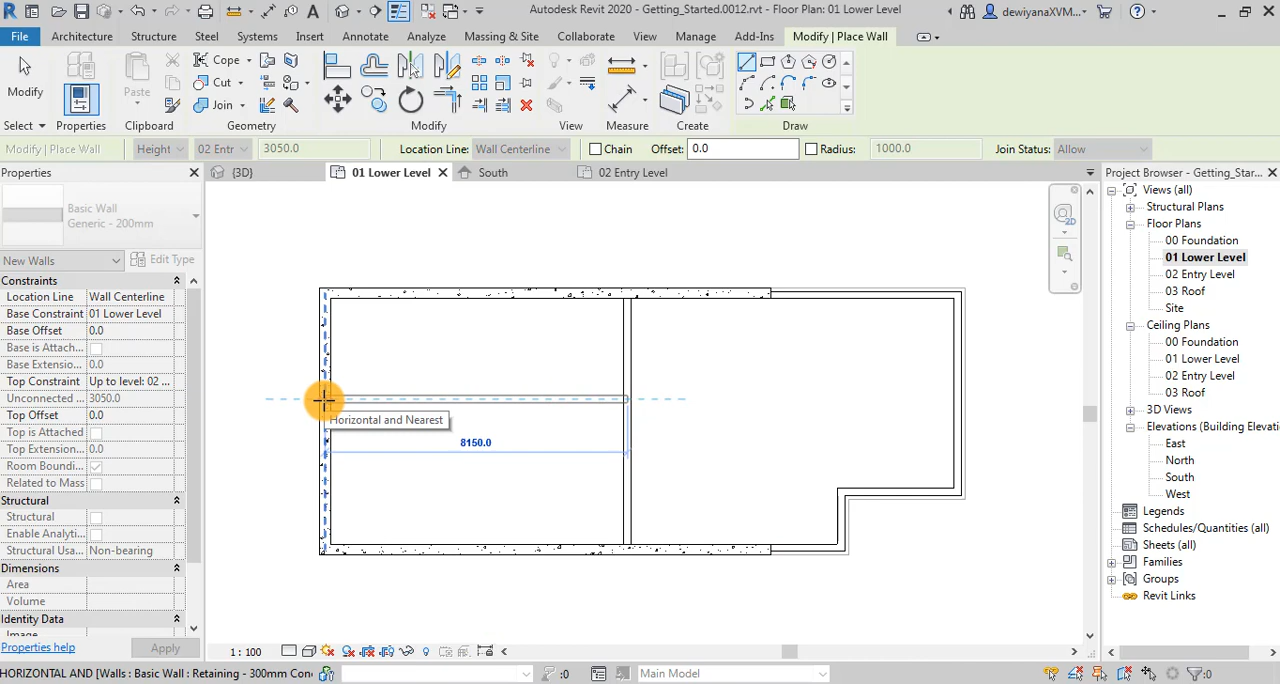 Autodesk Revit 2020 - Getting_Started.0012.rvt - Floor Plan: 01 Lower Level
dewiyanaXVM...
File Architecture Structure Steel Systems Insert Annotate Analyze Massing & Site Collaborate View Manage Add-Ins Modify | Place Wall
Modify
Paste
Cope
Cut
Join
Select Properties Clipboard Geometry Modify View Measure Create Draw
Modify | Place Wall Height 02 Entr 3050.0 Location Line: Wall Centerline Chain Offset: 0.0 Radius: 1000.0 Join Status: Allow
Properties
{3D} 01 Lower Level South 02 Entry Level
Project Browser - Getting_Star...
Basic Wall
Generic - 200mm
New Walls Edit Type
Constraints
Location Line Wall Centerline
Base Constraint 01 Lower Level
Base Offset 0.0
Base is Attach...
Base Extensio... 0.0
Top Constraint Up to level: 02 ...
Unconnected ... 3050.0
Top Offset 0.0
Top is Attached
Top Extension... 0.0
Room Boundi...
Related to Mass
Structural
Structural
Enable Analyti...
Structural Usa... Non-bearing
Dimensions
Area
Volume
Identity Data
Image
Properties help Apply
2D
Horizontal and Nearest
8150.0
Views (all)
Structural Plans
Floor Plans
00 Foundation
01 Lower Level
02 Entry Level
03 Roof
Site
Ceiling Plans
00 Foundation
01 Lower Level
02 Entry Level
03 Roof
3D Views
Elevations (Building Elevati
East
North
South
West
Legends
Schedules/Quantities (all)
Sheets (all)
Families
Groups
Revit Links
1 : 100
HORIZONTAL AND [Walls : Basic Wall : Retaining - 300mm Con :0 Main Model :0